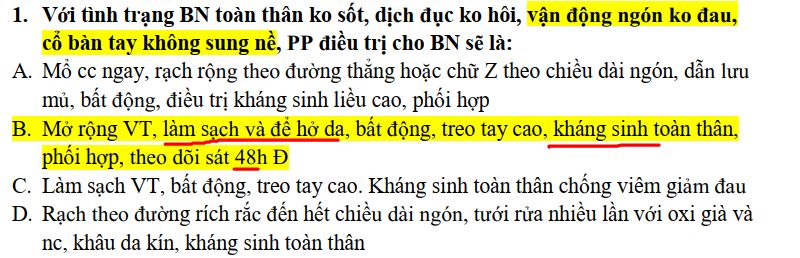 1. Với tình trạng BN toàn thân ko sốt, dịch đục ko hôi, vận động ngón ko đau,
cổ bàn tay không sung nề, PP điều trị cho BN sẽ là:
A. Mổ cc ngay, rạch rộng theo đường thẳng hoặc chữ Z theo chiều dài ngón, dẫn lưu
mủ, bất động, điều trị kháng sinh liều cao, phối hợp
B. Mở rộng VT, làm sạch và để hở da, bất động, treo tay cao, kháng sinh toàn thân,
phối hợp, theo dõi sát 48h Đ
C. Làm sạch VT, bất động, treo tay cao. Kháng sinh toàn thân chống viêm giảm đau
D. Rạch theo đường rích rắc đến hết chiều dài ngón, tưới rửa nhiều lần với oxi già và
nc, khâu da kín, kháng sinh toàn thân